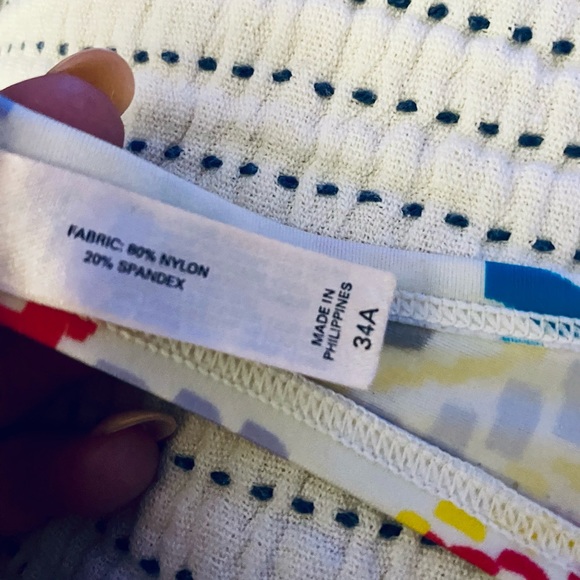 FABRIC: 80% NYLON
20% SPANDEX
MADE IN
PHILIPPINES
34A